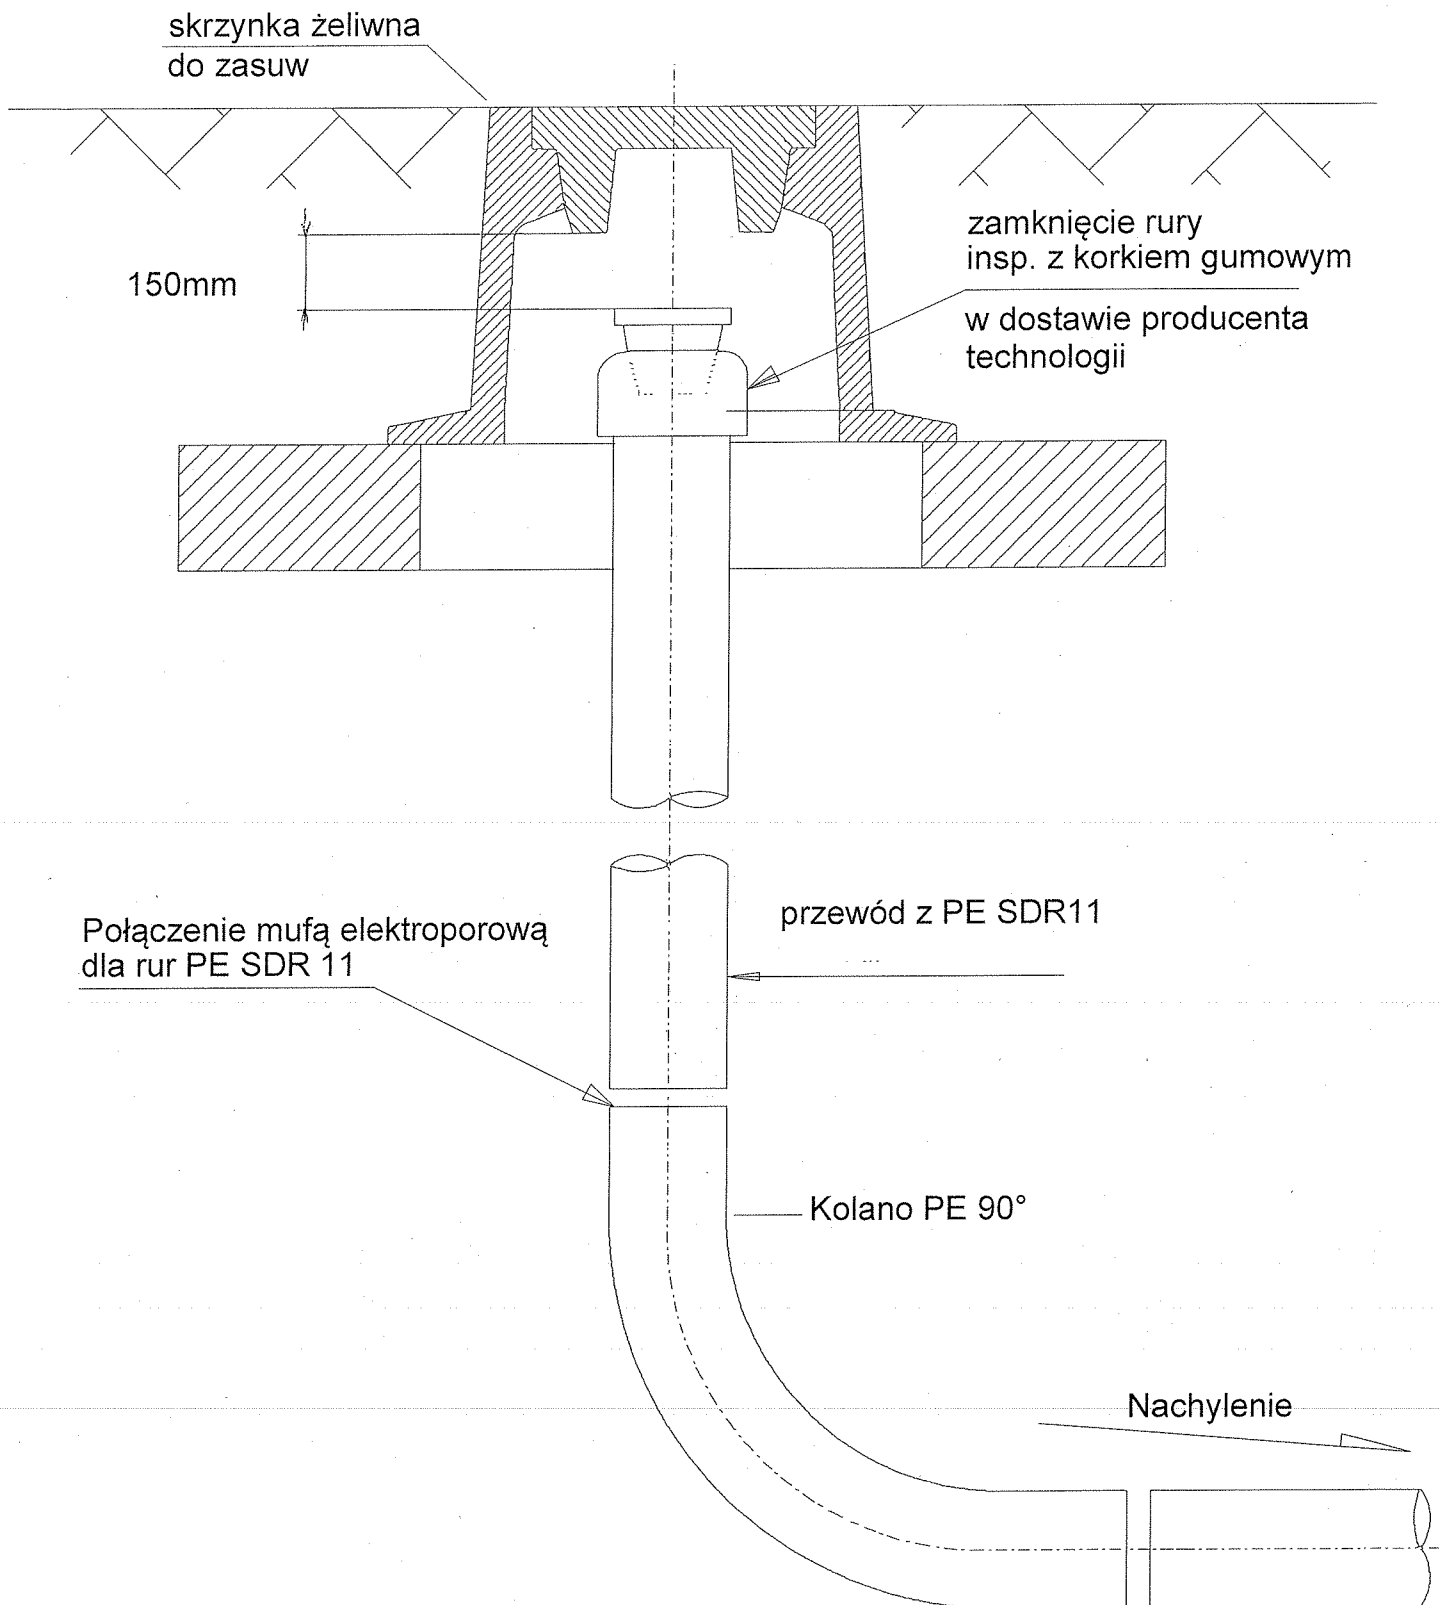 skrzynka żeliwna
do zasuw
150mm
zamknięcie rury
insp. z korkiem gumowym
w dostawie producenta
technologii
Połączenie mufą elektroporową
dla rur PE SDR 11
przewód z PE SDR11
Kolano PE 90°
Nachylenie